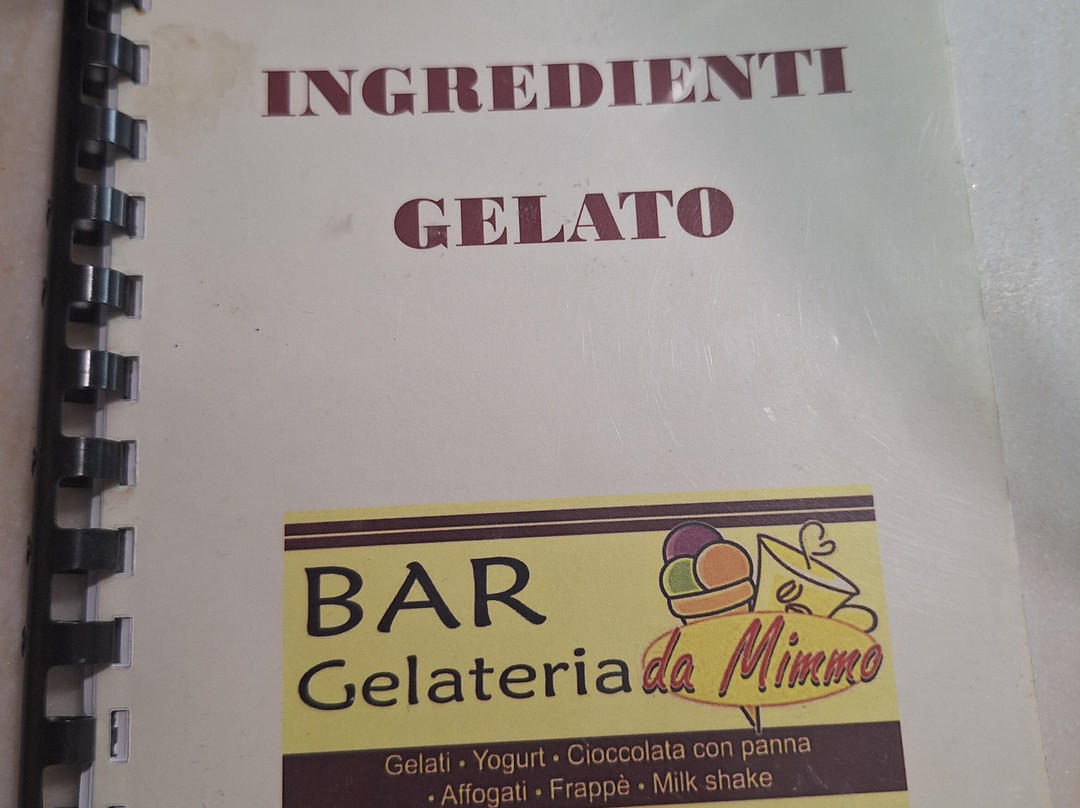 INGREDIENTI
GELATO
BAR
Gelateria da Mimmo
Gelati • Yogurt • Cioccolata con panna
• Affogati • Frappè • Milk shake